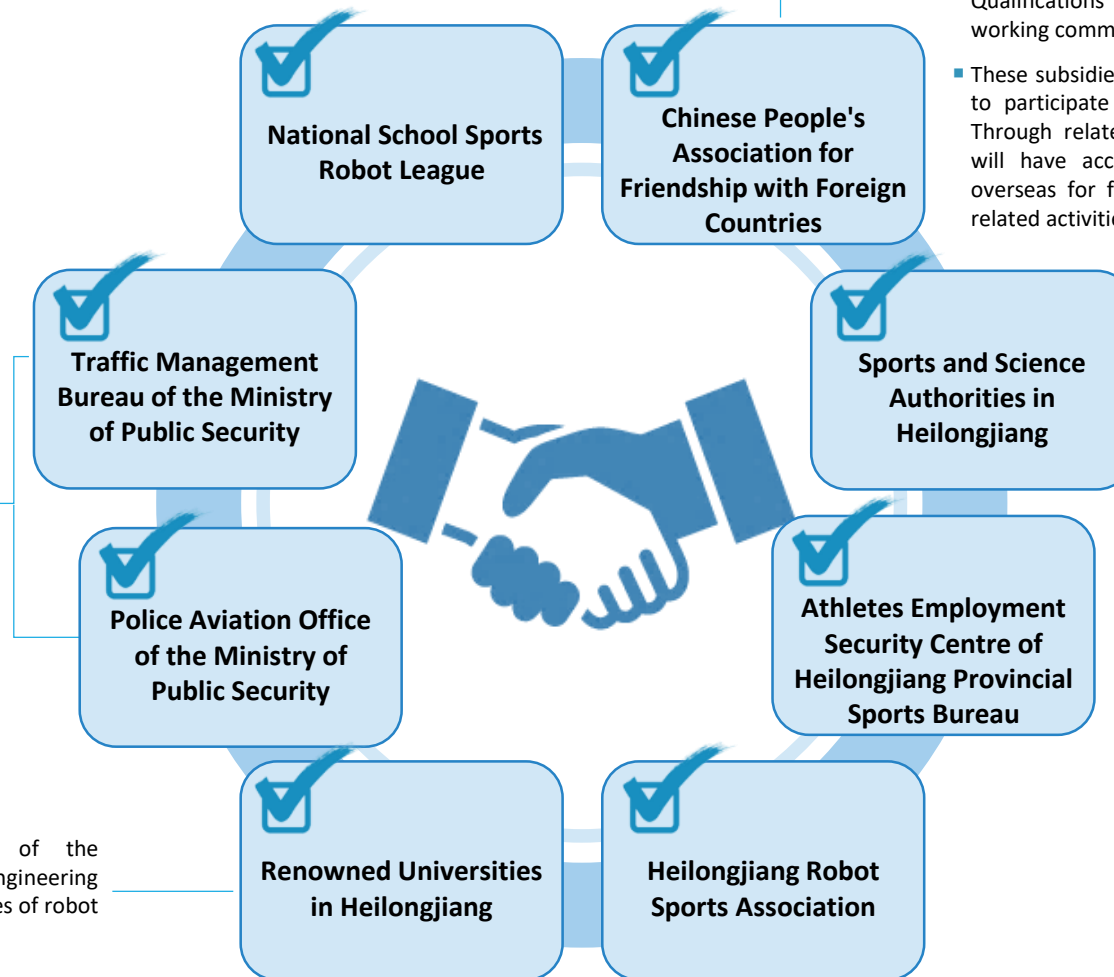 Qualifications
working comm
These subsidie
to participate
Through relate
will have acc
overseas for f
related activitie
National School Sports
Robot League
Chinese People's
Association for
Friendship with Foreign
Countries
Traffic Management
Bureau of the Ministry
of Public Security
Sports and Science
Authorities in
Heilongjiang
Police Aviation Office
of the Ministry of
Public Security
Athletes Employment
Security Centre of
Heilongjiang Provincial
Sports Bureau
of the
ngineering
es of robot
Renowned Universities
in Heilongjiang
Heilongjiang Robot
Sports Association